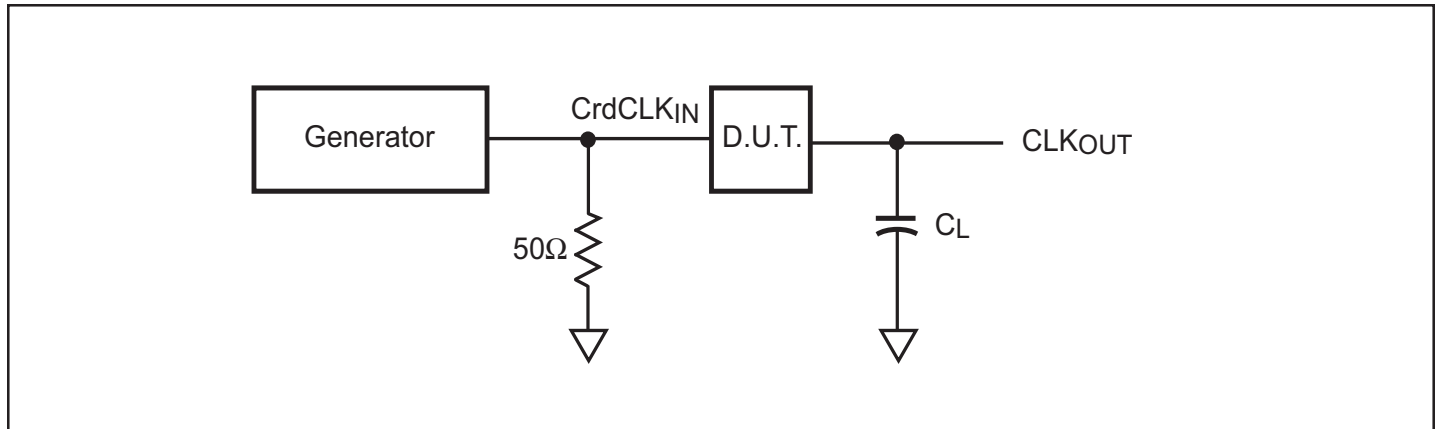 Generator
CrdCLKIN
D.U.T.
CLKOUT
50Ω
CL